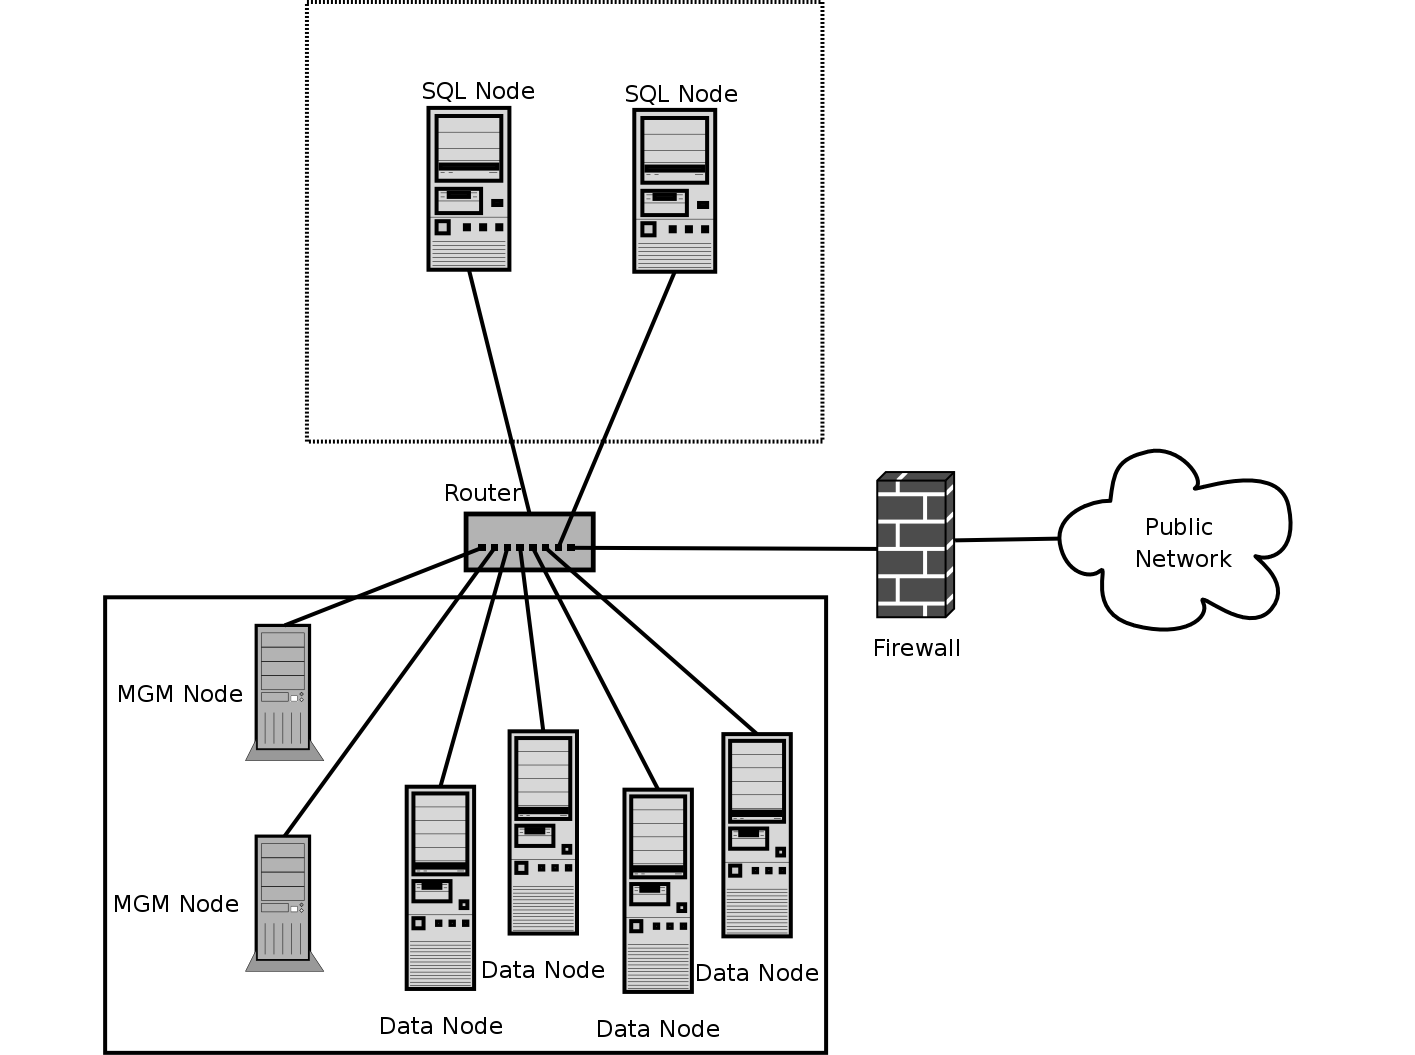 SQL Node
SQL Node
Router
Public
Network
Firewall
MGM Node
MGM Node
Data Node
Data Node
Data Node
Data Node